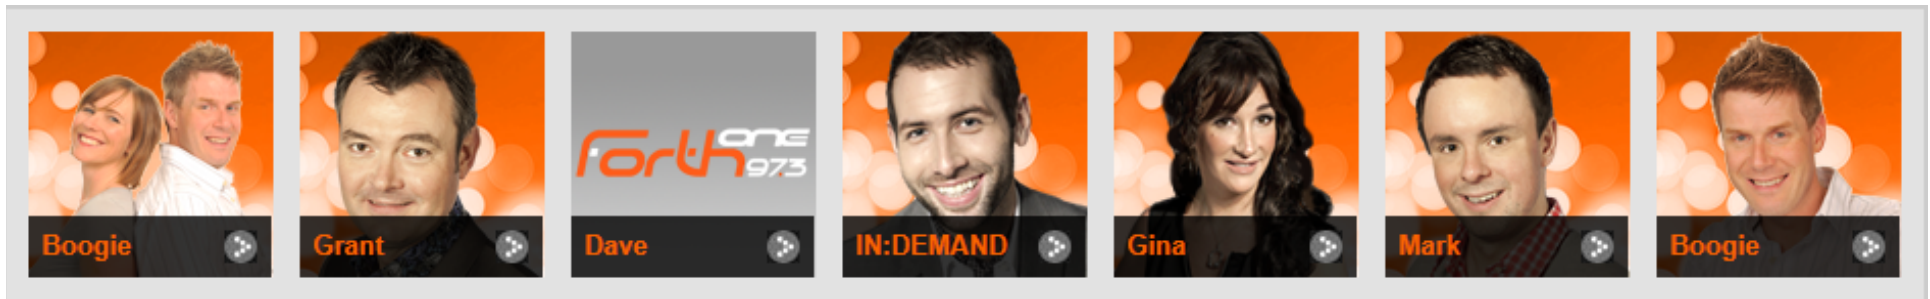 Boogie
Grant
forth one 97.3
Dave
IN:DEMAND
Gina
Mark
Boogie